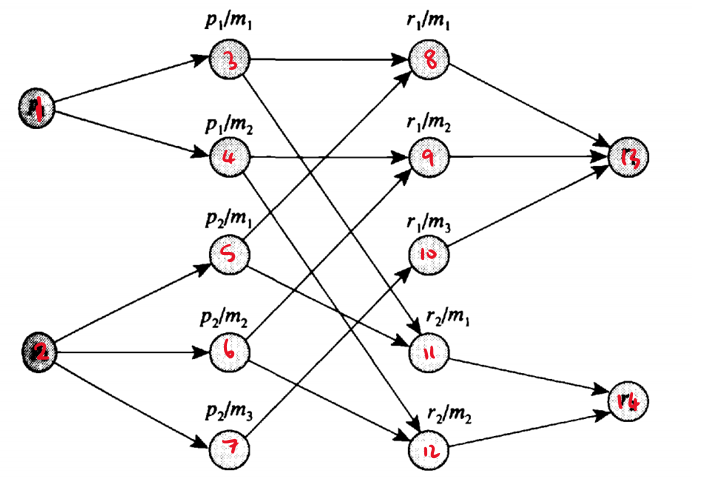 p₁/m₁ r₁/m₁
3 8
1
p₁/m₂ r₁/m₂
4 9 13
p₂/m₁ r₁/m₃
5 10
p₂/m₂ r₂/m₁
2 6 11
14
p₂/m₃ r₂/m₂
7 12